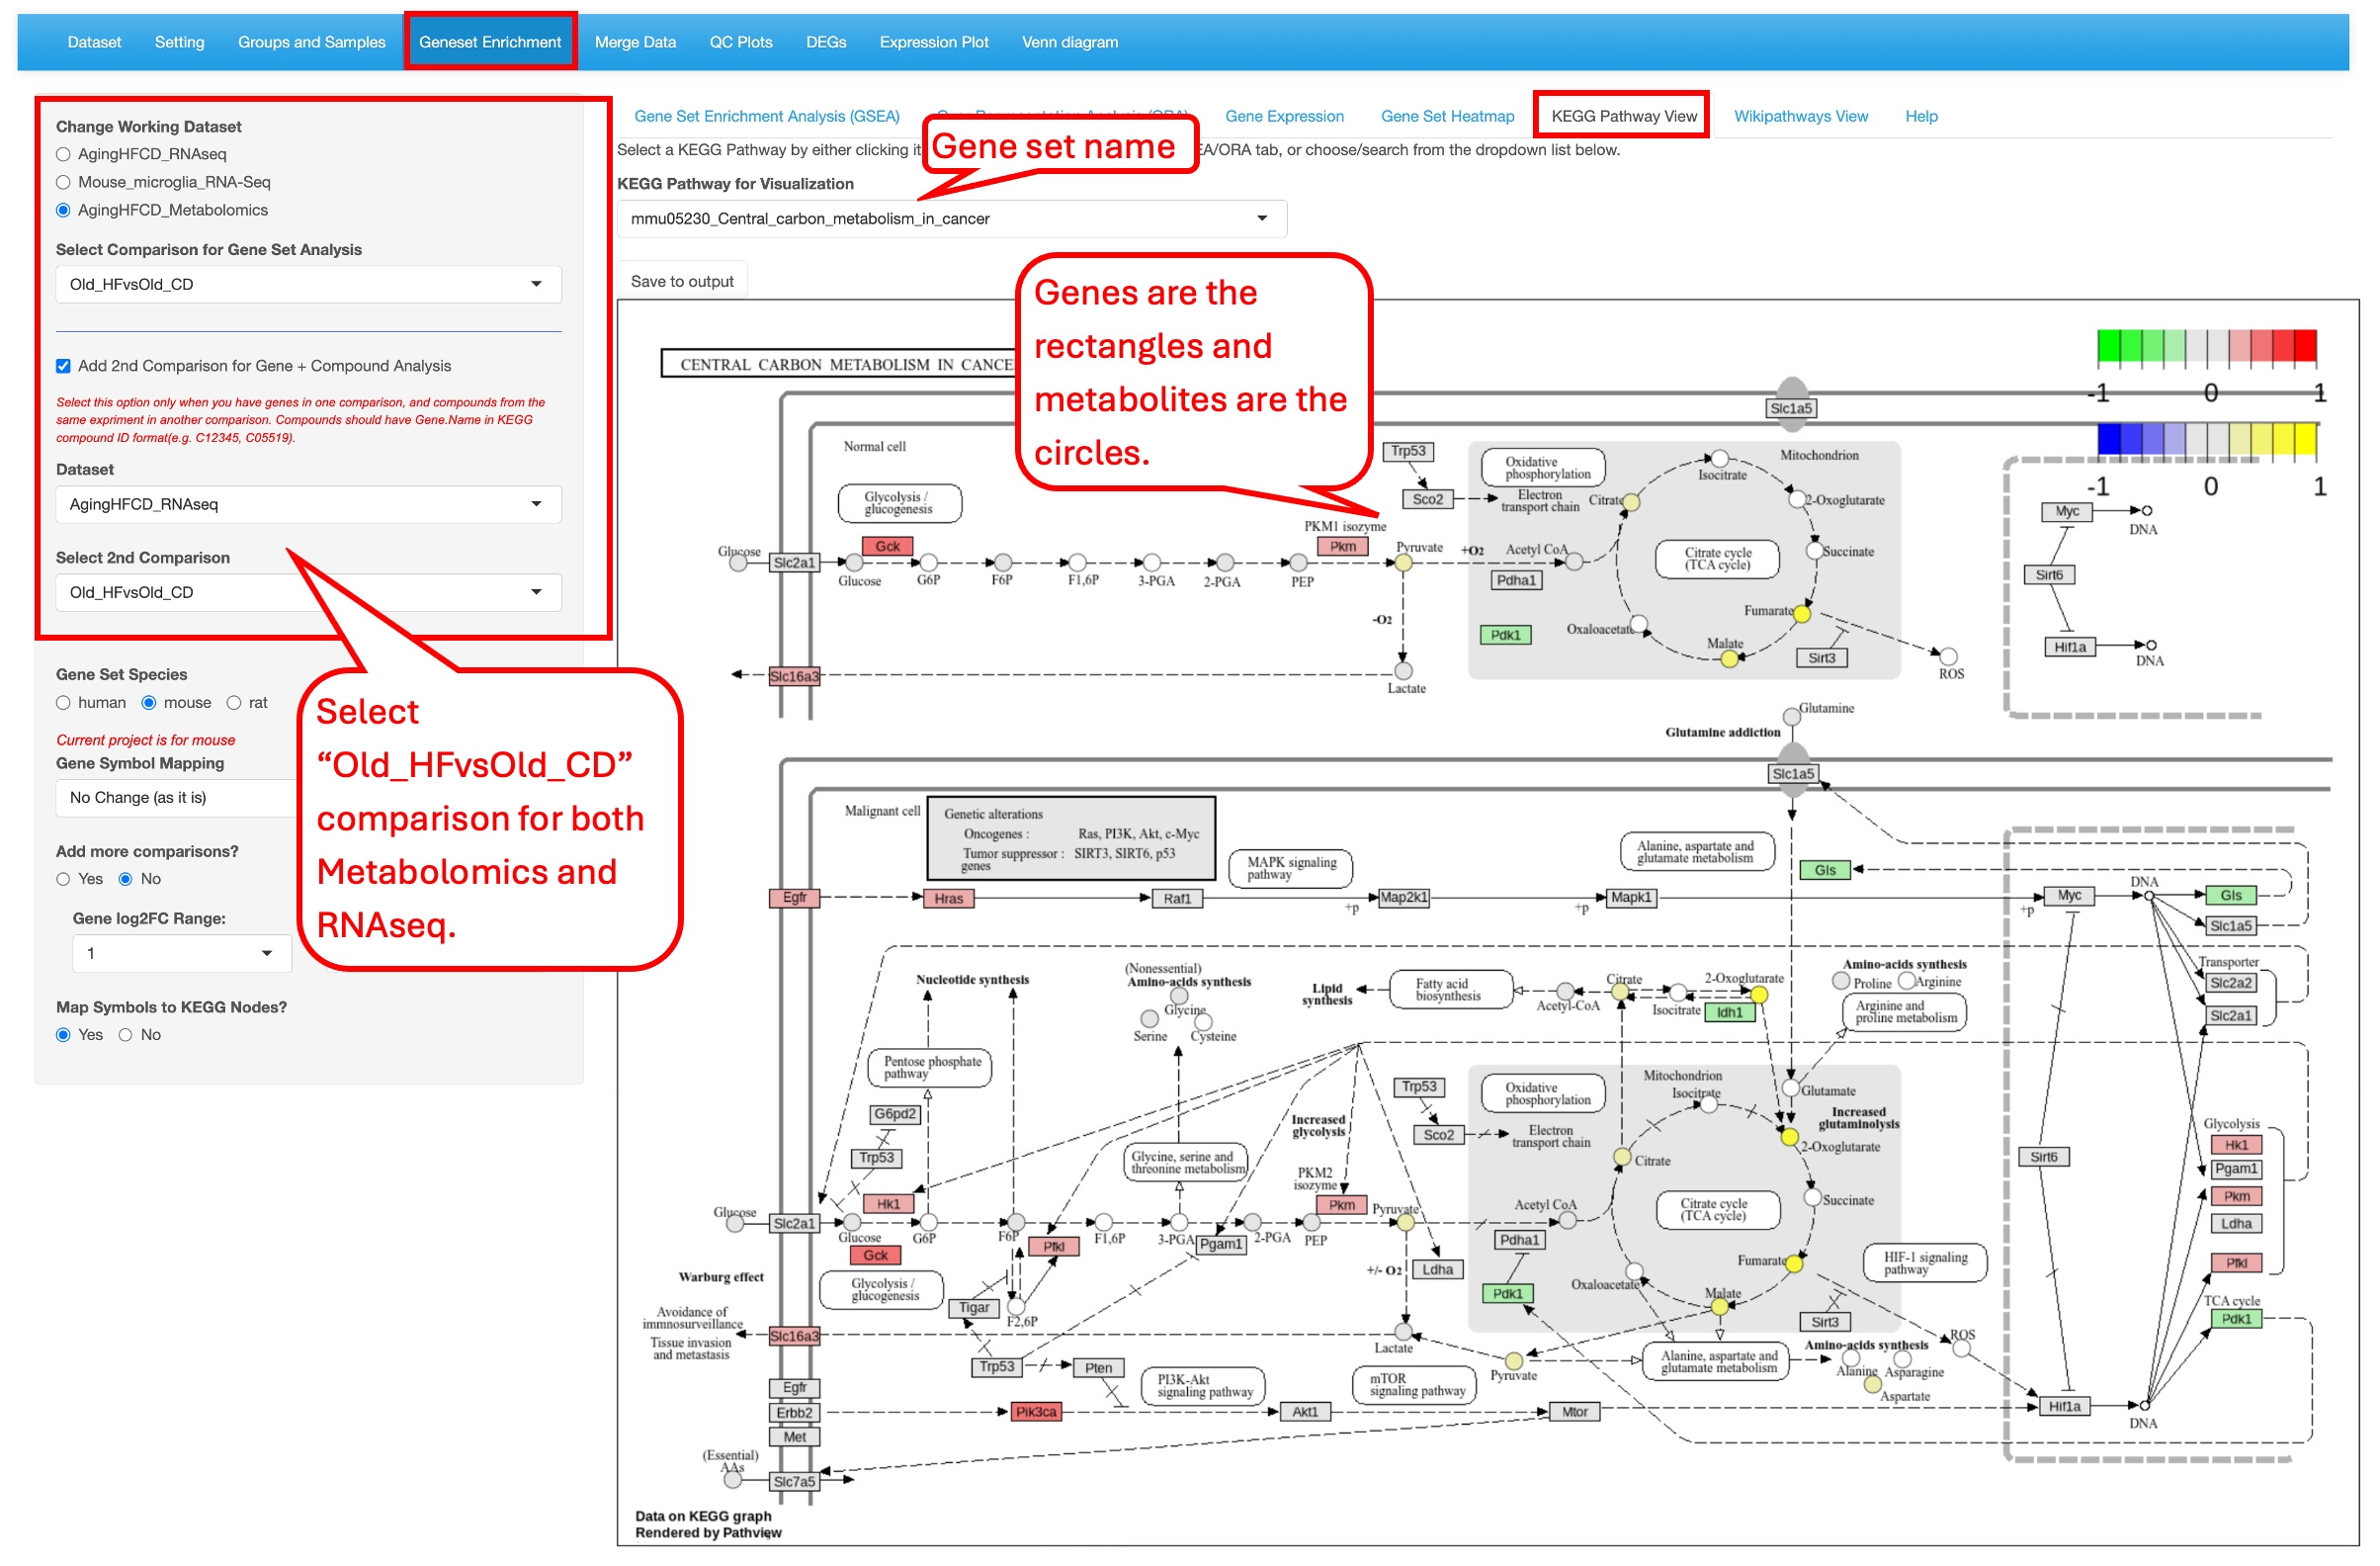 Dataset Setting Groups and Samples Geneset Enrichment Merge Data QC Plots DEGs Expression Plot Venn diagram
Change Working Dataset
AgingHFCD_RNAseq
Mouse_microglia_RNA-Seq
AgingHFCD_Metabolomics
Select Comparison for Gene Set Analysis
Old_HFvsOld_CD
Add 2nd Comparison for Gene + Compound Analysis
Select this option only when you have genes in one comparison, and compounds from the
same expriment in another comparison. Compounds should have Gene.Name in KEGG
compound ID format(e.g. C12345, C05519).
Dataset
AgingHFCD_RNAseq
Select 2nd Comparison
Old_HFvsOld_CD
Gene Set Species
human mouse rat
Current project is for mouse
Gene Symbol Mapping
No Change (as it is)
Add more comparisons?
Yes No
Gene log2FC Range:
1
Map Symbols to KEGG Nodes?
Yes No
Select
“Old_HFvsOld_CD”
comparison for both
Metabolomics and
RNAseq.
Gene Set Enrichment Analysis (GSEA) Gene Expression Gene Set Heatmap KEGG Pathway View Wikipathways View Help
Select a KEGG Pathway by either clicking it EA/ORA tab, or choose/search from the dropdown list below.
Gene set name
KEGG Pathway for Visualization
mmu05230_Central_carbon_metabolism_in_cancer
Save to output
Genes are the
rectangles and
metabolites are the
circles.
CENTRAL CARBON METABOLISM IN CANCE
-1 0 1
-1 0 1
Slc1a5
Normal cell
Glycolysis /
glucogenesis
Trp53
Sco2
Electron
transport chain
Oxidative
phosphorylation
Mitochondrion
Isocitrate
Citrate
2-Oxoglutarate
PKM1 isozyme
Glucose
Slc2a1
Gck
Glucose
G6P
F6P
F1,6P
3-PGA
2-PGA
PEP
Pkm
Pyruvate
+O2
Acetyl CoA
Pdha1
Citrate cycle
(TCA cycle)
Succinate
Fumarate
Malate
Oxaloacetate
Pdk1
Sirt3
ROS
-O2
Lactate
Slc16a3
Myc
DNA
Sirt6
Hif1a
DNA
Glutamine
Glutamine addiction
Slc1a5
Malignant cell
Genetic alterations
Oncogenes : Ras, PI3K, Akt, c-Myc
Tumor suppressor : SIRT3, SIRT6, p53
genes
MAPK signaling
pathway
Alanine, aspartate and
glutamate metabolism
Gls
Egfr
Hras
Raf1
+p
Map2k1
+p
Mapk1
+p
Myc
DNA
Gls
Slc1a5
Transporter
Slc2a2
Slc2a1
Nucleotide synthesis
(Nonessential)
Amino-acids synthesis
Glycine
Serine
Cysteine
Lipid
synthesis
Fatty acid
biosynthesis
Acetyl-CoA
Citrate
Isocitrate
2-Oxoglutarate
Idh1
Amino-acids synthesis
Proline
Arginine
Arginine and
proline metabolism
Pentose phosphate
pathway
G6pd2
Trp53
Hk1
Increased
glycolysis
Glycine, serine and
threonine metabolism
PKM2
isozyme
Trp53
Sco2
Electron
transport chain
Oxidative
phosphorylation
Mitochondrion
Isocitrate
Glutamate
Increased
glutaminolysis
2-Oxoglutarate
Citrate
Glucose
Slc2a1
Glucose
Gck
G6P
F6P
Pfkl
F1,6P
3-PGA
Pgam1
2-PGA
PEP
Pkm
Pyruvate
Acetyl CoA
Pdha1
Citrate cycle
(TCA cycle)
Succinate
Fumarate
Malate
Oxaloacetate
Pdk1
Sirt3
HIF-1 signaling
pathway
Sirt6
Glycolysis
Hk1
Pgam1
Pkm
Ldha
Pfkl
TCA cycle
Pdk1
Warburg effect
Glycolysis /
glucogenesis
Tigar
F2,6P
+/- O2
Ldha
Avoidance of
immnosurveillance
Tissue invasion
and metastasis
Slc16a3
Lactate
Trp53
Pten
PI3K-Akt
signaling pathway
mTOR
signaling pathway
Pyruvate
Alanine, aspartate and
glutamate metabolism
Amino-acids synthesis
Alanine
Asparagine
Aspartate
ROS
Egfr
Erbb2
Met
Pik3ca
Akt1
Mtor
Hif1a
DNA
(Essential)
AAs
Slc7a5
Data on KEGG graph
Rendered by Pathview